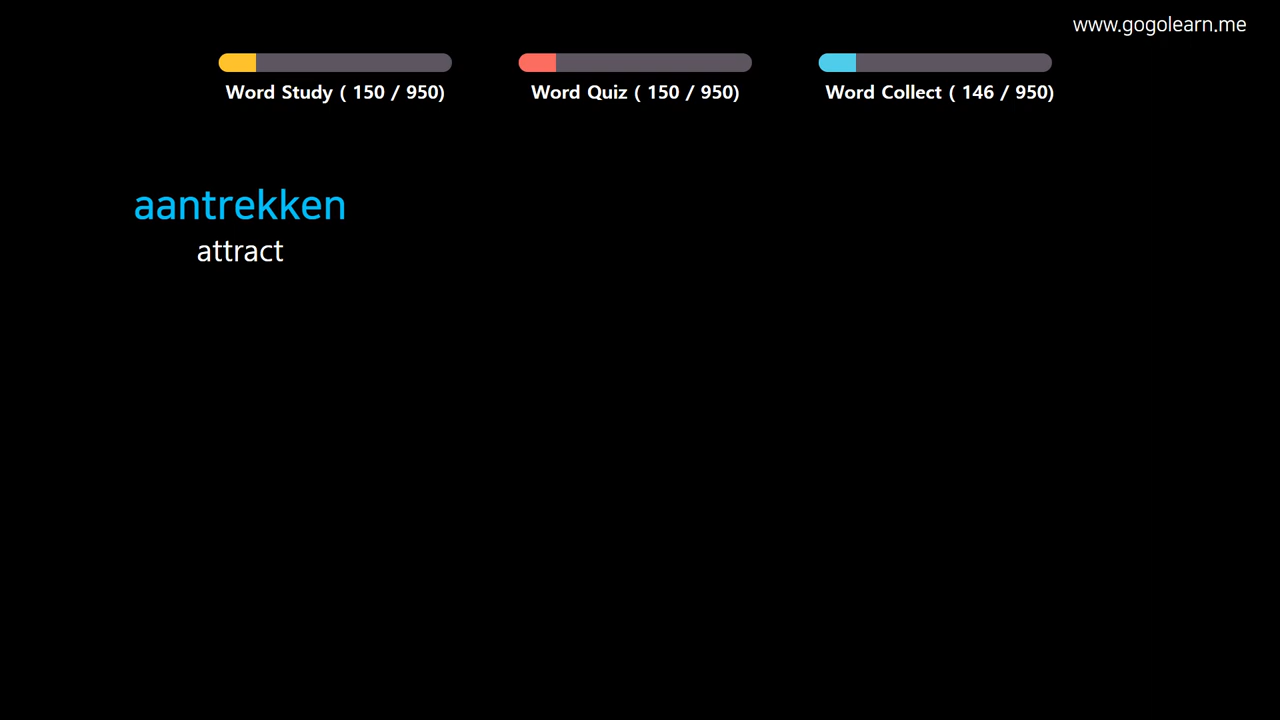 www.gogolearn.me
Word Study ( 150 / 950)
Word Quiz ( 150 / 950)
Word Collect ( 146 / 950)
aantrekken
attract